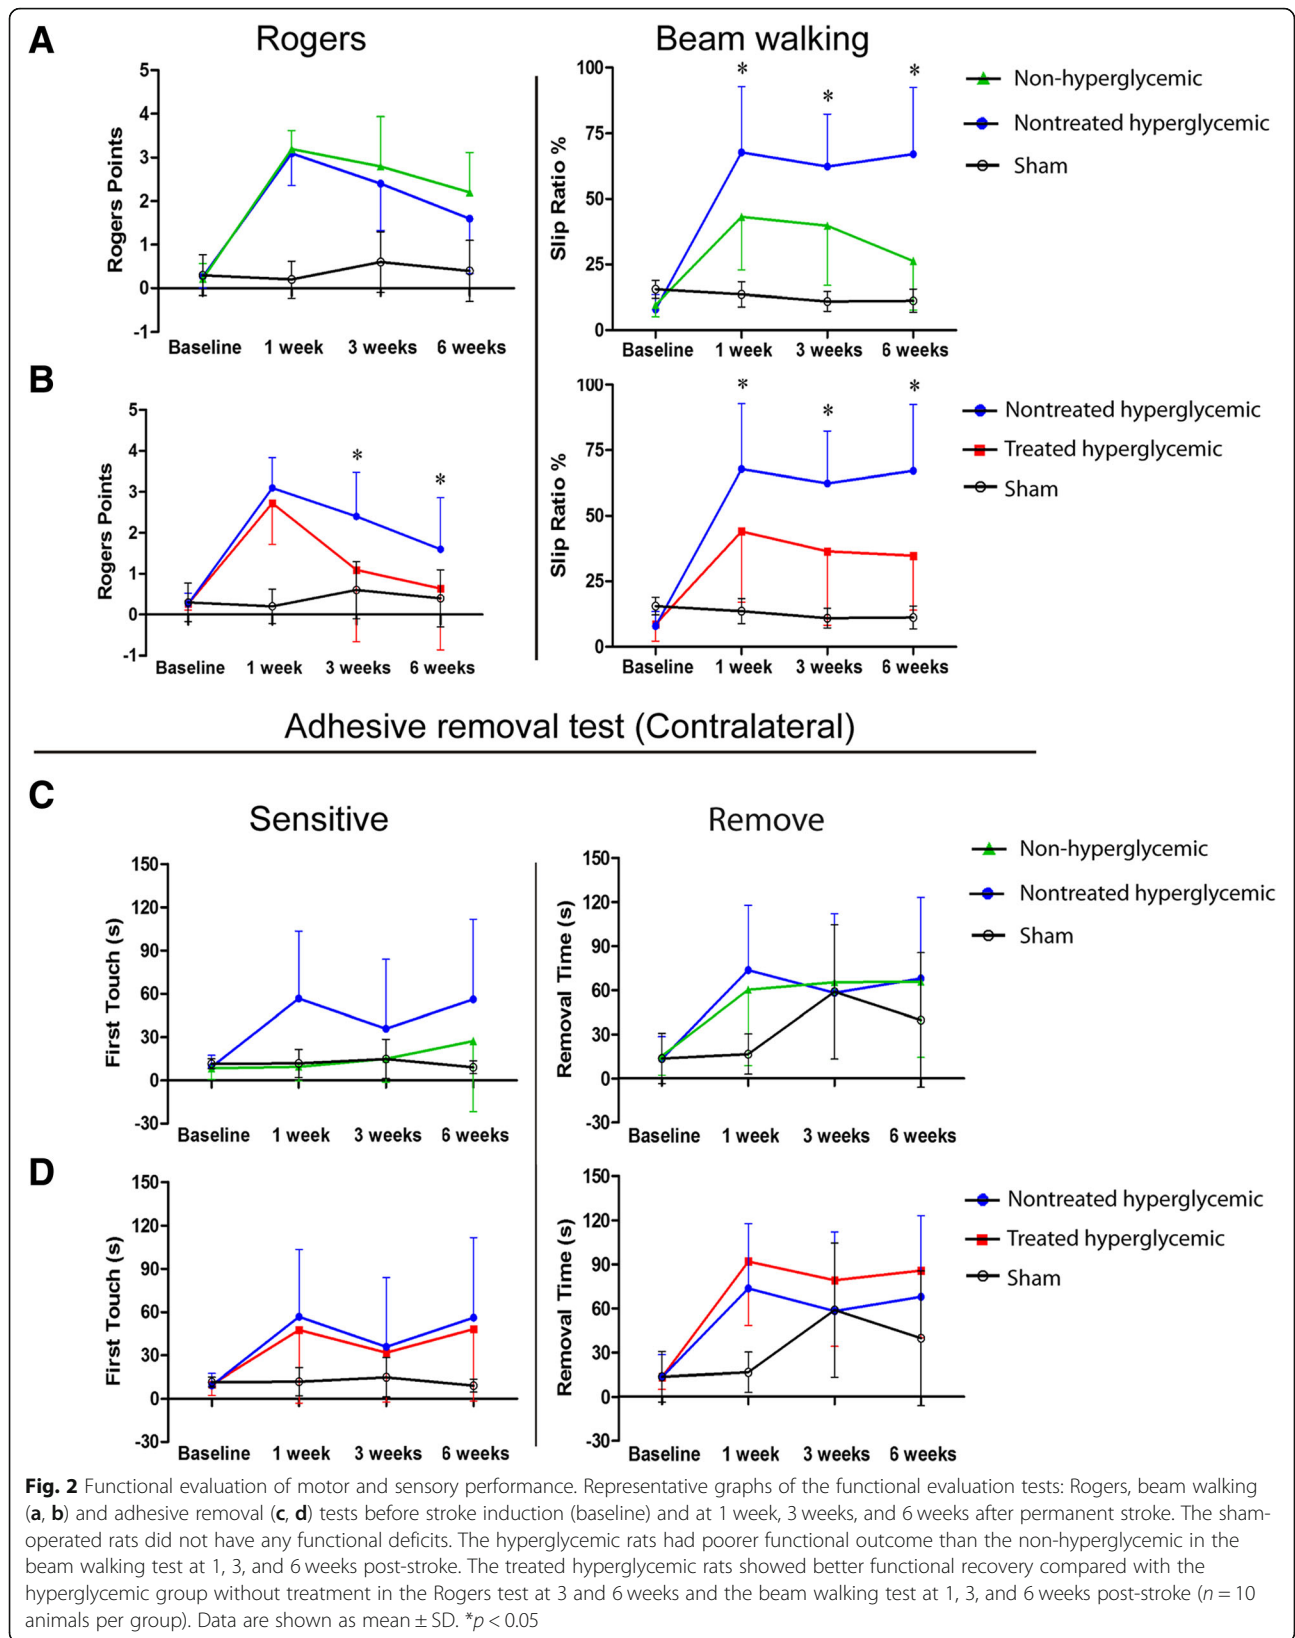 A
Rogers
Beam walking
Rogers Points
5
4
3
2
1
0
-1
Baseline 1 week 3 weeks 6 weeks
Slip Ratio %
100
75
50
25
0
* * *
Baseline 1 week 3 weeks 6 weeks
Non-hyperglycemic
Nontreated hyperglycemic
Sham
B
Rogers Points
5
4
3
2
1
0
-1
* *
Baseline 1 week 3 weeks 6 weeks
Slip Ratio %
100
75
50
25
0
* * *
Baseline 1 week 3 weeks 6 weeks
Nontreated hyperglycemic
Treated hyperglycemic
Sham
Adhesive removal test (Contralateral)
C
Sensitive
Remove
First Touch (s)
150
120
90
60
30
0
-30
Baseline 1 week 3 weeks 6 weeks
Removal Time (s)
150
120
90
60
30
0
-30
Baseline 1 week 3 weeks 6 weeks
Non-hyperglycemic
Nontreated hyperglycemic
Sham
D
First Touch (s)
150
120
90
60
30
0
-30
Baseline 1 week 3 weeks 6 weeks
Removal Time (s)
150
120
90
60
30
0
-30
Baseline 1 week 3 weeks 6 weeks
Nontreated hyperglycemic
Treated hyperglycemic
Sham
Fig. 2 Functional evaluation of motor and sensory performance. Representative graphs of the functional evaluation tests: Rogers, beam walking
(a, b) and adhesive removal (c, d) tests before stroke induction (baseline) and at 1 week, 3 weeks, and 6 weeks after permanent stroke. The sham-
operated rats did not have any functional deficits. The hyperglycemic rats had poorer functional outcome than the non-hyperglycemic in the
beam walking test at 1, 3, and 6 weeks post-stroke. The treated hyperglycemic rats showed better functional recovery compared with the
hyperglycemic group without treatment in the Rogers test at 3 and 6 weeks and the beam walking test at 1, 3, and 6 weeks post-stroke (n = 10
animals per group). Data are shown as mean ± SD. *p < 0.05